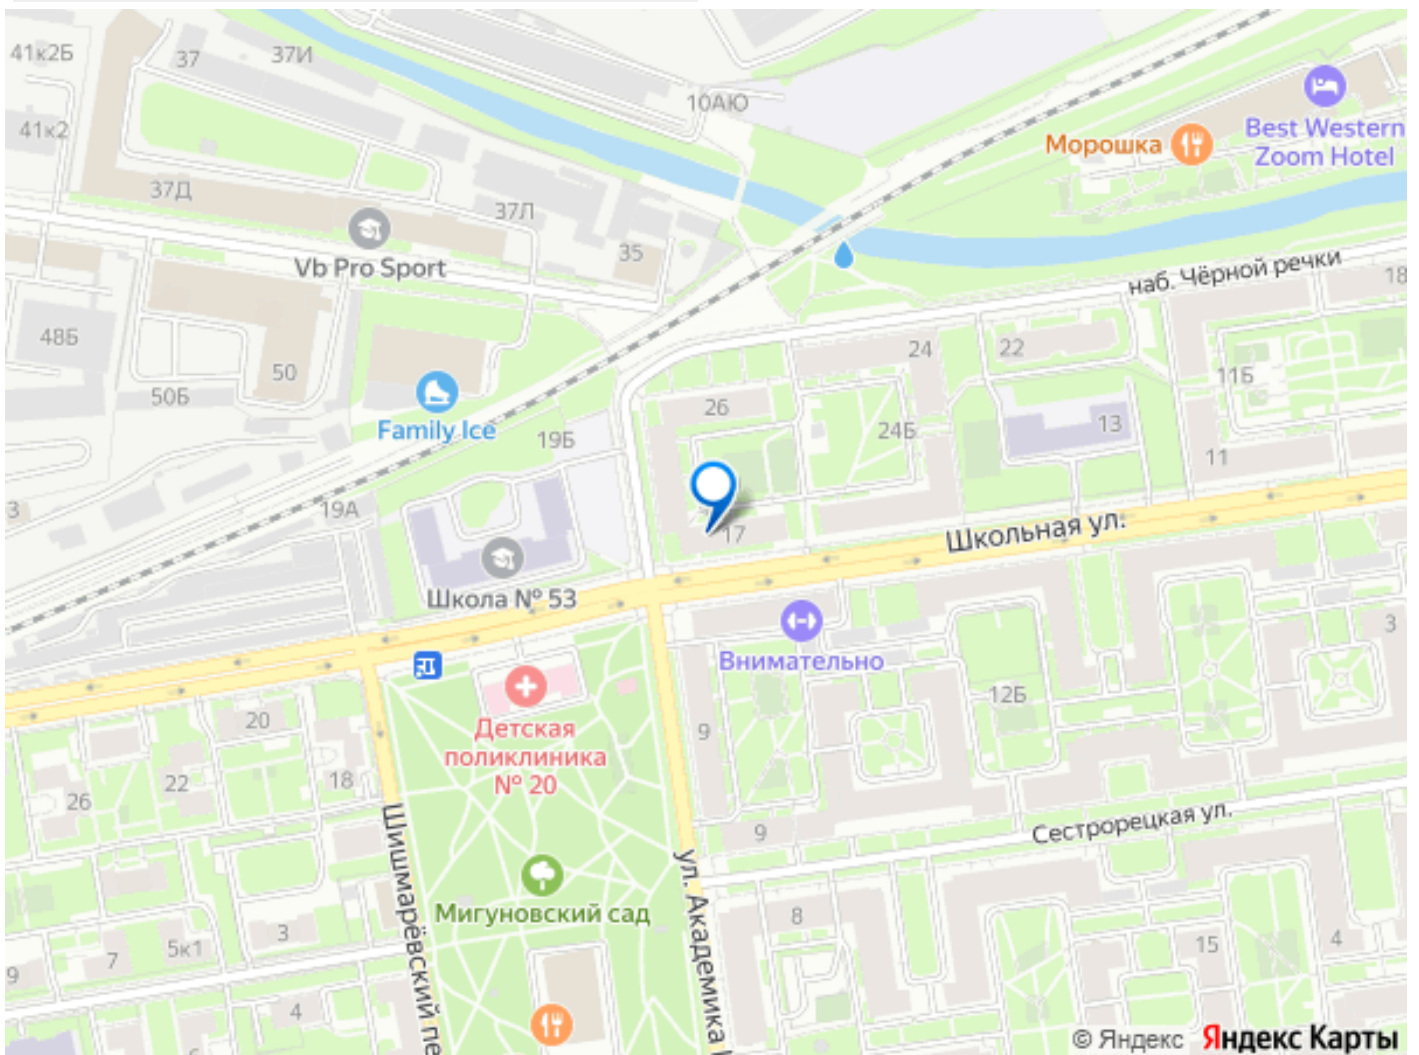 41к2Б
37
37И
10АЮ
41к2
Морошка
Best Western
Zoom Hotel
37Д
37Л
35
Vb Pro Sport
наб. Чёрной речки
18
48Б
24
22
50
50Б
11Б
26
Family Ice
19Б
24Б
13
11
3
19А
17
Школьная ул.
Школа № 53
3
Внимательно
12Б
20
Детская
поликлиника
№ 20
9
22
18
26
Шишмарёвский пе
Сестрорецкая ул.
9
ул. Академика
Мигуновский сад
8
3
5к1
7
9
15
4
4
© Яндекс Яндекс Карты